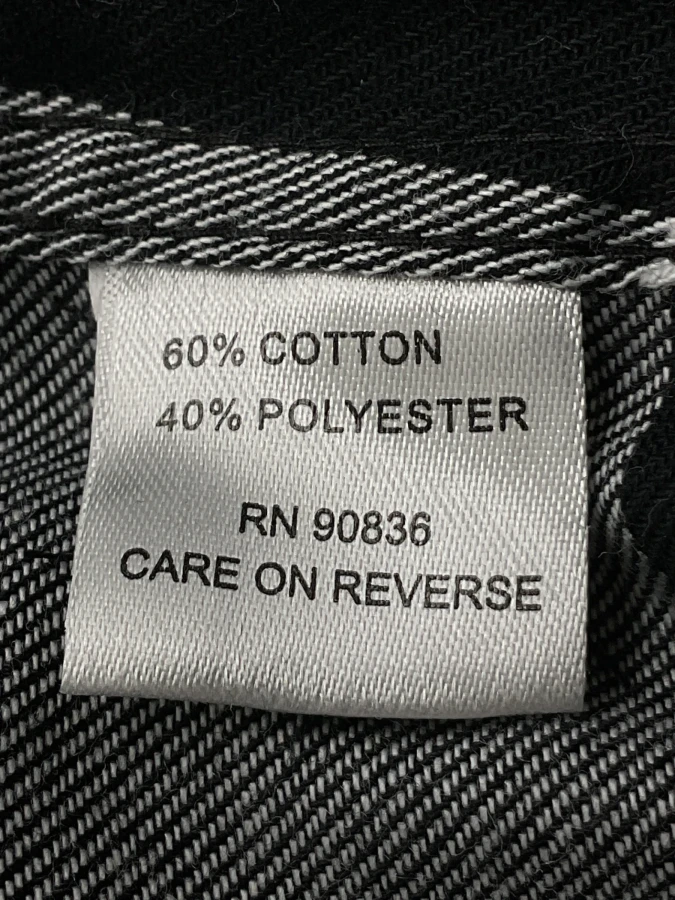 60% COTTON
40% POLYESTER
RN 90836
CARE ON REVERSE